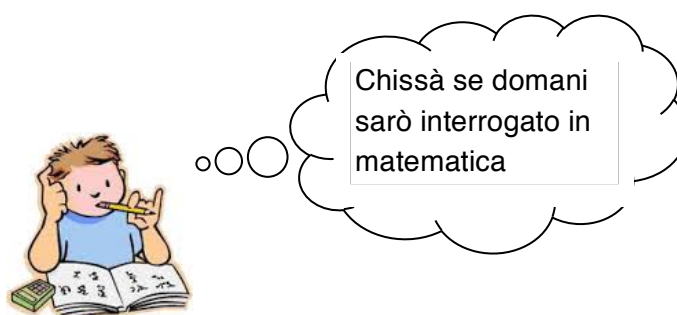 Chissà se domani
sarò interrogato in
matematica